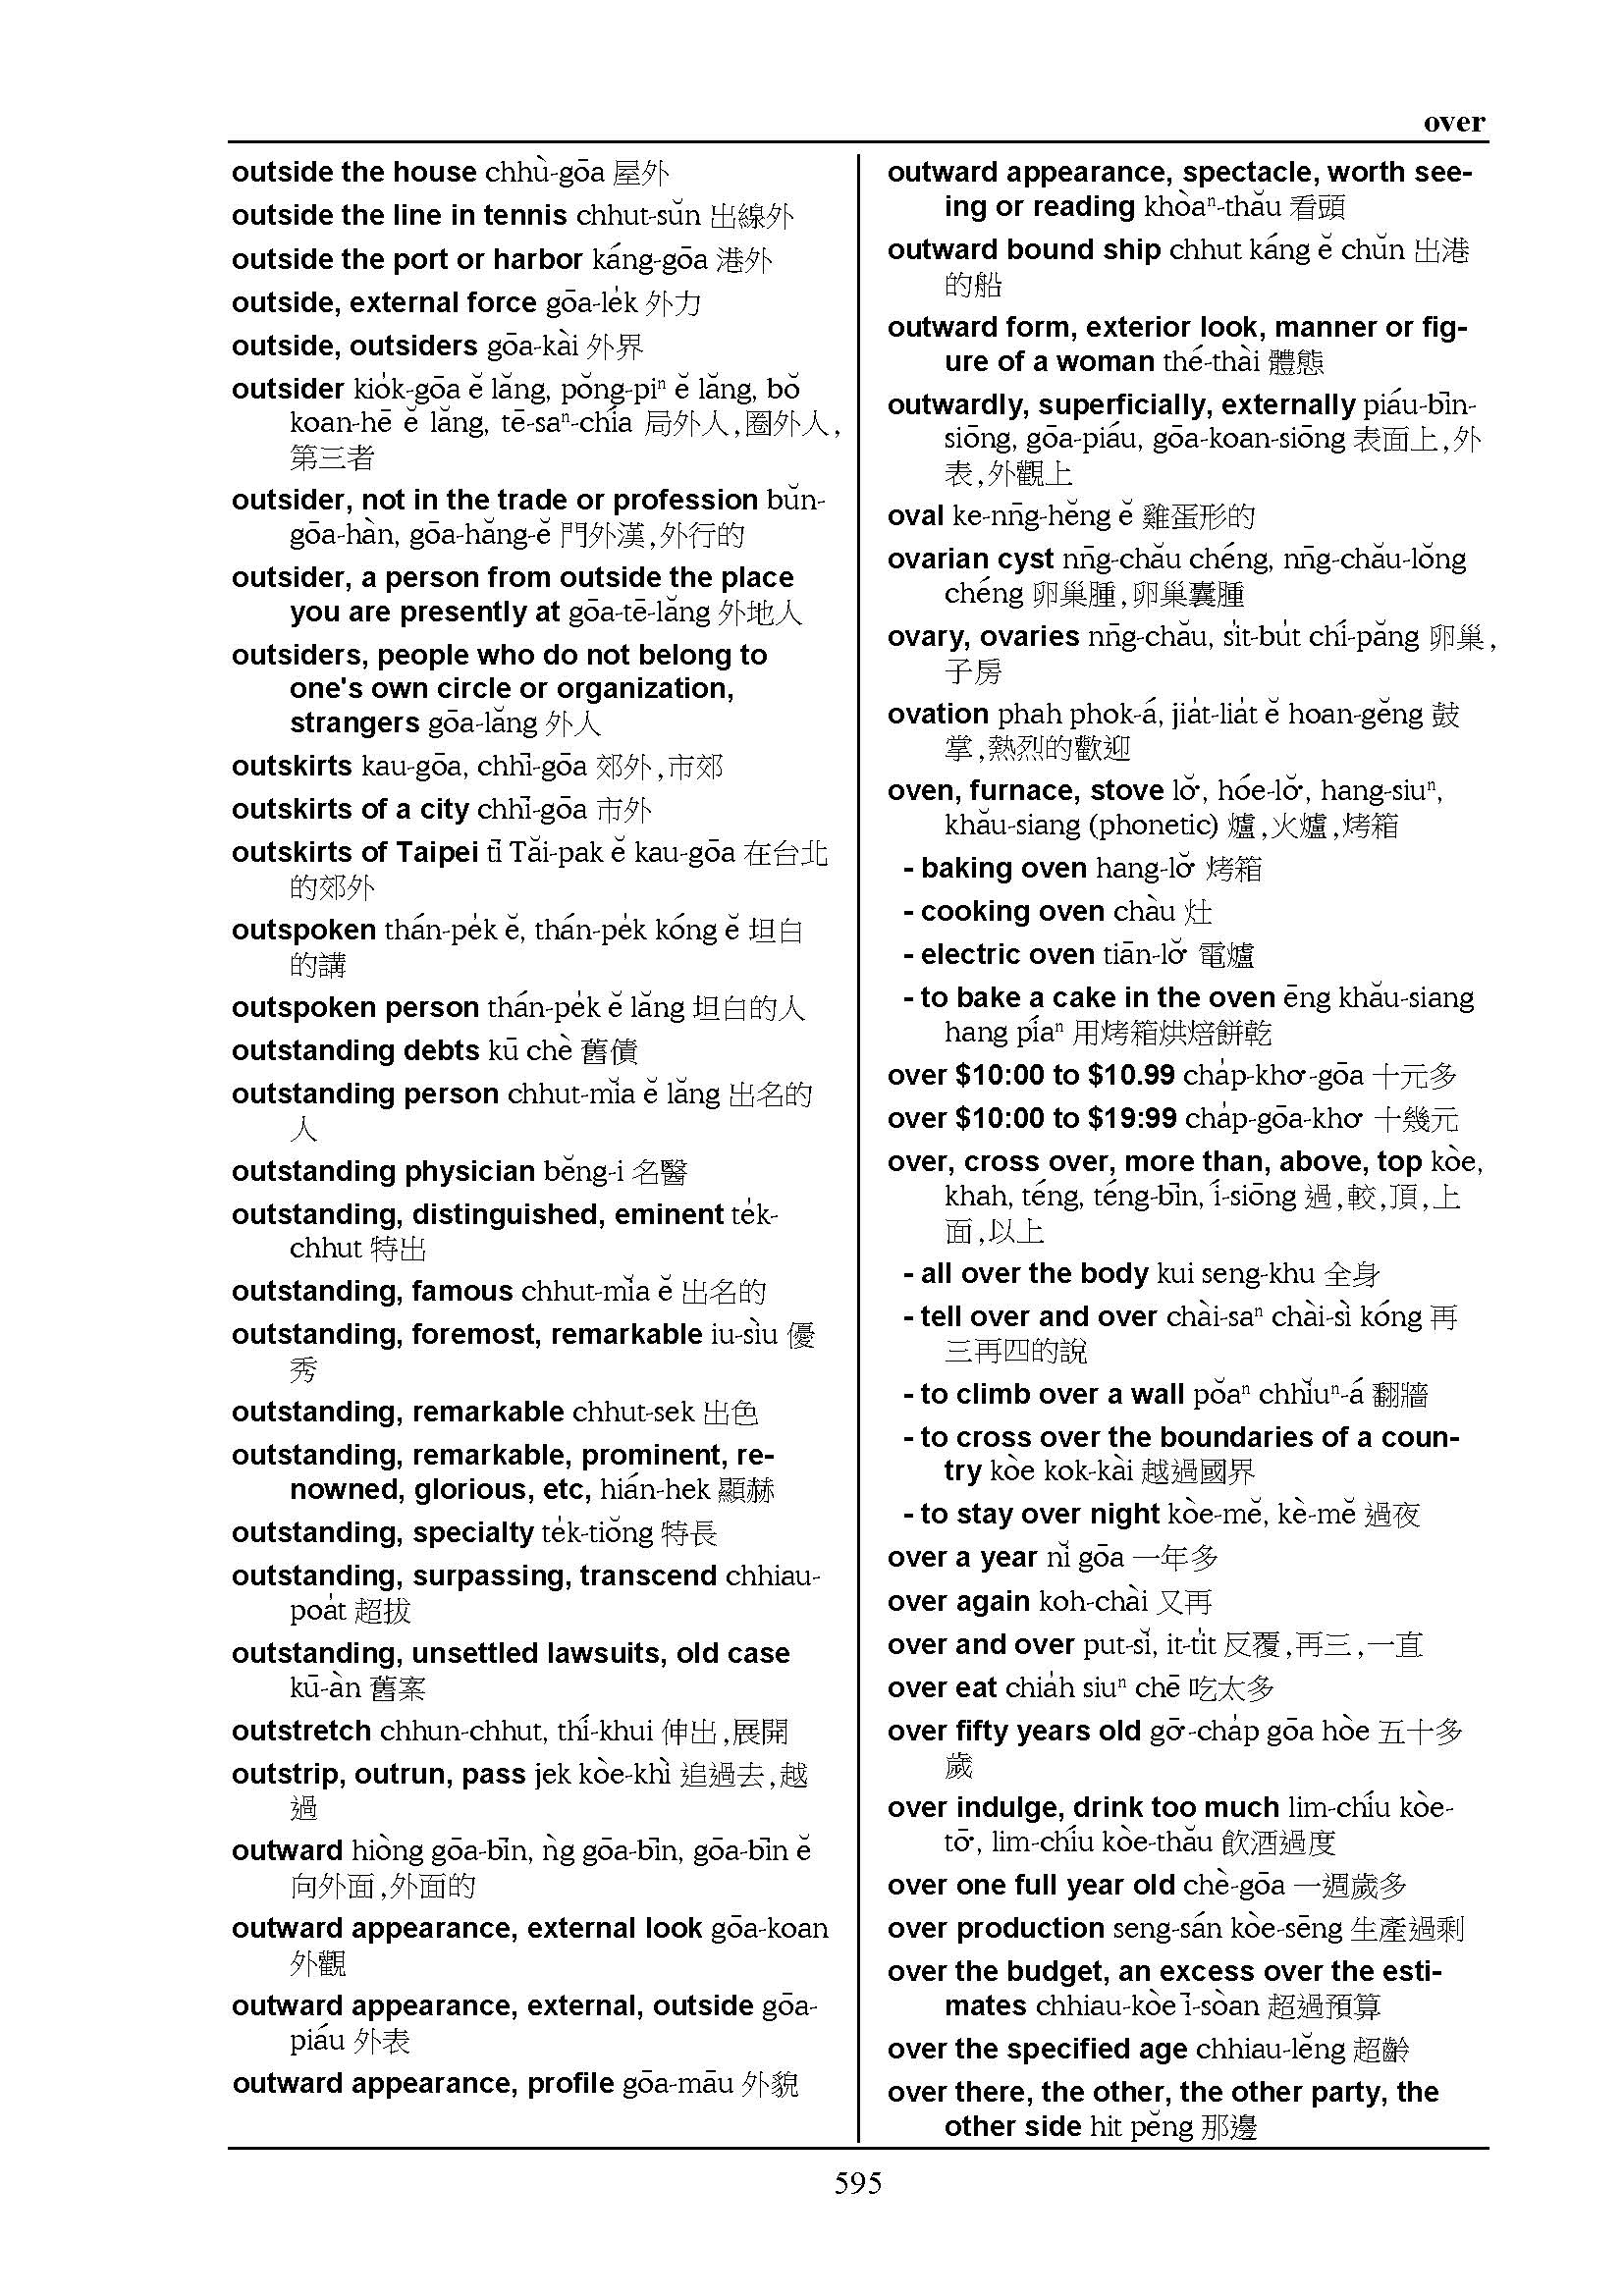 over
outside the house chhù-gōa 屋外
outside the line in tennis chhut-sŭn 出線外
outside the port or harbor káng-gōa 港外
outside, external force gōa-le̍k 外力
outside, outsiders gōa-kài 外界
outsider kio̍k-gōa ĕ lăng, pŏng-piⁿ ĕ lăng, bŏ
koan-hē ĕ lăng, tē-saⁿ-chía 局外人,圈外人,
第三者
outsider, not in the trade or profession bŭn-
gōa-hàn, gōa-hăng-ĕ 門外漢,外行的
outsider, a person from outside the place
you are presently at gōa-tē-lăng 外地人
outsiders, people who do not belong to
one's own circle or organization,
strangers gōa-lăng 外人
outskirts kau-gōa, chhī-gōa 郊外,市郊
outskirts of a city chhī-gōa 市外
outskirts of Taipei tī Tăi-pak ĕ kau-gōa 在台北
的郊外
outspoken thán-pe̍k ĕ, thán-pe̍k kóng ĕ 坦白
的講
outspoken person thán-pe̍k ĕ lăng 坦白的人
outstanding debts kū chè 舊債
outstanding person chhut-mĭa ĕ lăng 出名的
人
outstanding physician bĕng-i 名醫
outstanding, distinguished, eminent te̍k-
chhut 特出
outstanding, famous chhut-mĭa ĕ 出名的
outstanding, foremost, remarkable iu-sìu 優
秀
outstanding, remarkable chhut-sek 出色
outstanding, remarkable, prominent, re-
nowned, glorious, etc, hián-hek 顯赫
outstanding, specialty te̍k-tiŏng 特長
outstanding, surpassing, transcend chhiau-
poa̍t 超拔
outstanding, unsettled lawsuits, old case
kū-àn 舊案
outstretch chhun-chhut, thí-khui 伸出,展開
outstrip, outrun, pass jek kòe-khì 追過去,越
過
outward hiòng gōa-bīn, ǹg gōa-bīn, gōa-bīn ĕ
向外面,外面的
outward appearance, external look gōa-koan
外觀
outward appearance, external, outside gōa-
piáu 外表
outward appearance, profile gōa-māu 外貌
outward appearance, spectacle, worth see-
ing or reading khòaⁿ-thău 看頭
outward bound ship chhut káng ĕ chŭn 出港
的船
outward form, exterior look, manner or fig-
ure of a woman thé-thài 體態
outwardly, superficially, externally piáu-bīn-
siōng, gōa-piáu, gōa-koan-siōng 表面上,外
表,外觀上
oval ke-nn̄g-hĕng ĕ 雞蛋形的
ovarian cyst nn̄g-chău chéng, nn̄g-chău-lŏng
chéng 卵巢腫,卵巢囊腫
ovary, ovaries nn̄g-chău, si̍t-bu̍t chí-păng 卵巢,
子房
ovation phah phok-á, jia̍t-lia̍t ĕ hoan-gĕng 鼓
掌,熱烈的歡迎
oven, furnace, stove lŏ͘, hóe-lŏ͘, hang-siuⁿ,
khău-siang (phonetic) 爐,火爐,烤箱
- baking oven hang-lŏ͘ 烤箱
- cooking oven chàu 灶
- electric oven tiān-lŏ͘ 電爐
- to bake a cake in the oven ēng khău-siang
hang píaⁿ 用烤箱烘焙餅乾
over $10:00 to $10.99 cha̍p-kho͘-gōa 十元多
over $10:00 to $19:99 cha̍p-gōa-kho͘ 十幾元
over, cross over, more than, above, top kòe,
khah, téng, téng-bīn, í-siōng 過,較,頂,上
面,以上
- all over the body kui seng-khu 全身
- tell over and over chài-saⁿ chài-sì kóng 再
三再四的說
- to climb over a wall pŏaⁿ chhĭuⁿ-á 翻牆
- to cross over the boundaries of a coun-
try kòe kok-kài 越過國界
- to stay over night kòe-mĕ, kè-mĕ 過夜
over a year nĭ gōa 一年多
over again koh-chài 又再
over and over put-sĭ, it-ti̍t 反覆,再三,一直
over eat chia̍h siuⁿ chē 吃太多
over fifty years old gō͘-cha̍p gōa hòe 五十多
歲
over indulge, drink too much lim-chíu kòe-
tō͘, lim-chíu kòe-thău 飲酒過度
over one full year old chè-gōa 一週歲多
over production seng-sán kòe-sēng 生產過剩
over the budget, an excess over the esti-
mates chhiau-kòe ī-sòan 超過預算
over the specified age chhiau-lĕng 超齡
over there, the other, the other party, the
other side hit pĕng 那邊
595